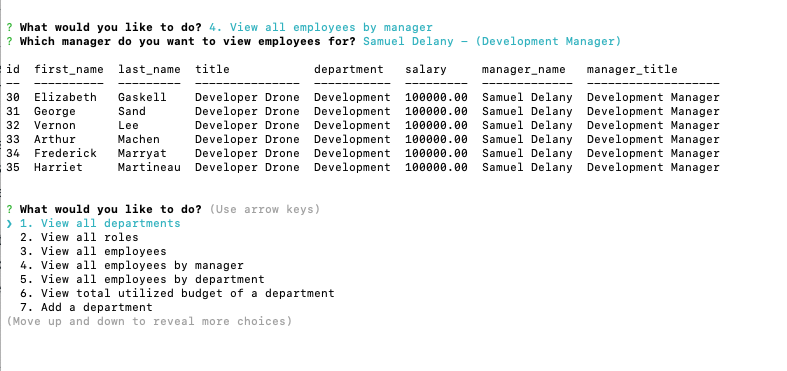 ? What would you like to do? 4. View all employees by manager
? Which manager do you want to view employees for? Samuel Delany – (Development Manager)
id  first_name  last_name  title            department   salary     manager_name   manager_title
--  ----------  ---------  ---------------  -----------  ---------  -------------  -------------------
30  Elizabeth   Gaskell    Developer Drone  Development  100000.00  Samuel Delany  Development Manager
31  George      Sand       Developer Drone  Development  100000.00  Samuel Delany  Development Manager
32  Vernon      Lee        Developer Drone  Development  100000.00  Samuel Delany  Development Manager
33  Arthur      Machen     Developer Drone  Development  100000.00  Samuel Delany  Development Manager
34  Frederick   Marryat    Developer Drone  Development  100000.00  Samuel Delany  Development Manager
35  Harriet     Martineau  Developer Drone  Development  100000.00  Samuel Delany  Development Manager
? What would you like to do? (Use arrow keys)
❯ 1. View all departments
2. View all roles
3. View all employees
4. View all employees by manager
5. View all employees by department
6. View total utilized budget of a department
7. Add a department
(Move up and down to reveal more choices)